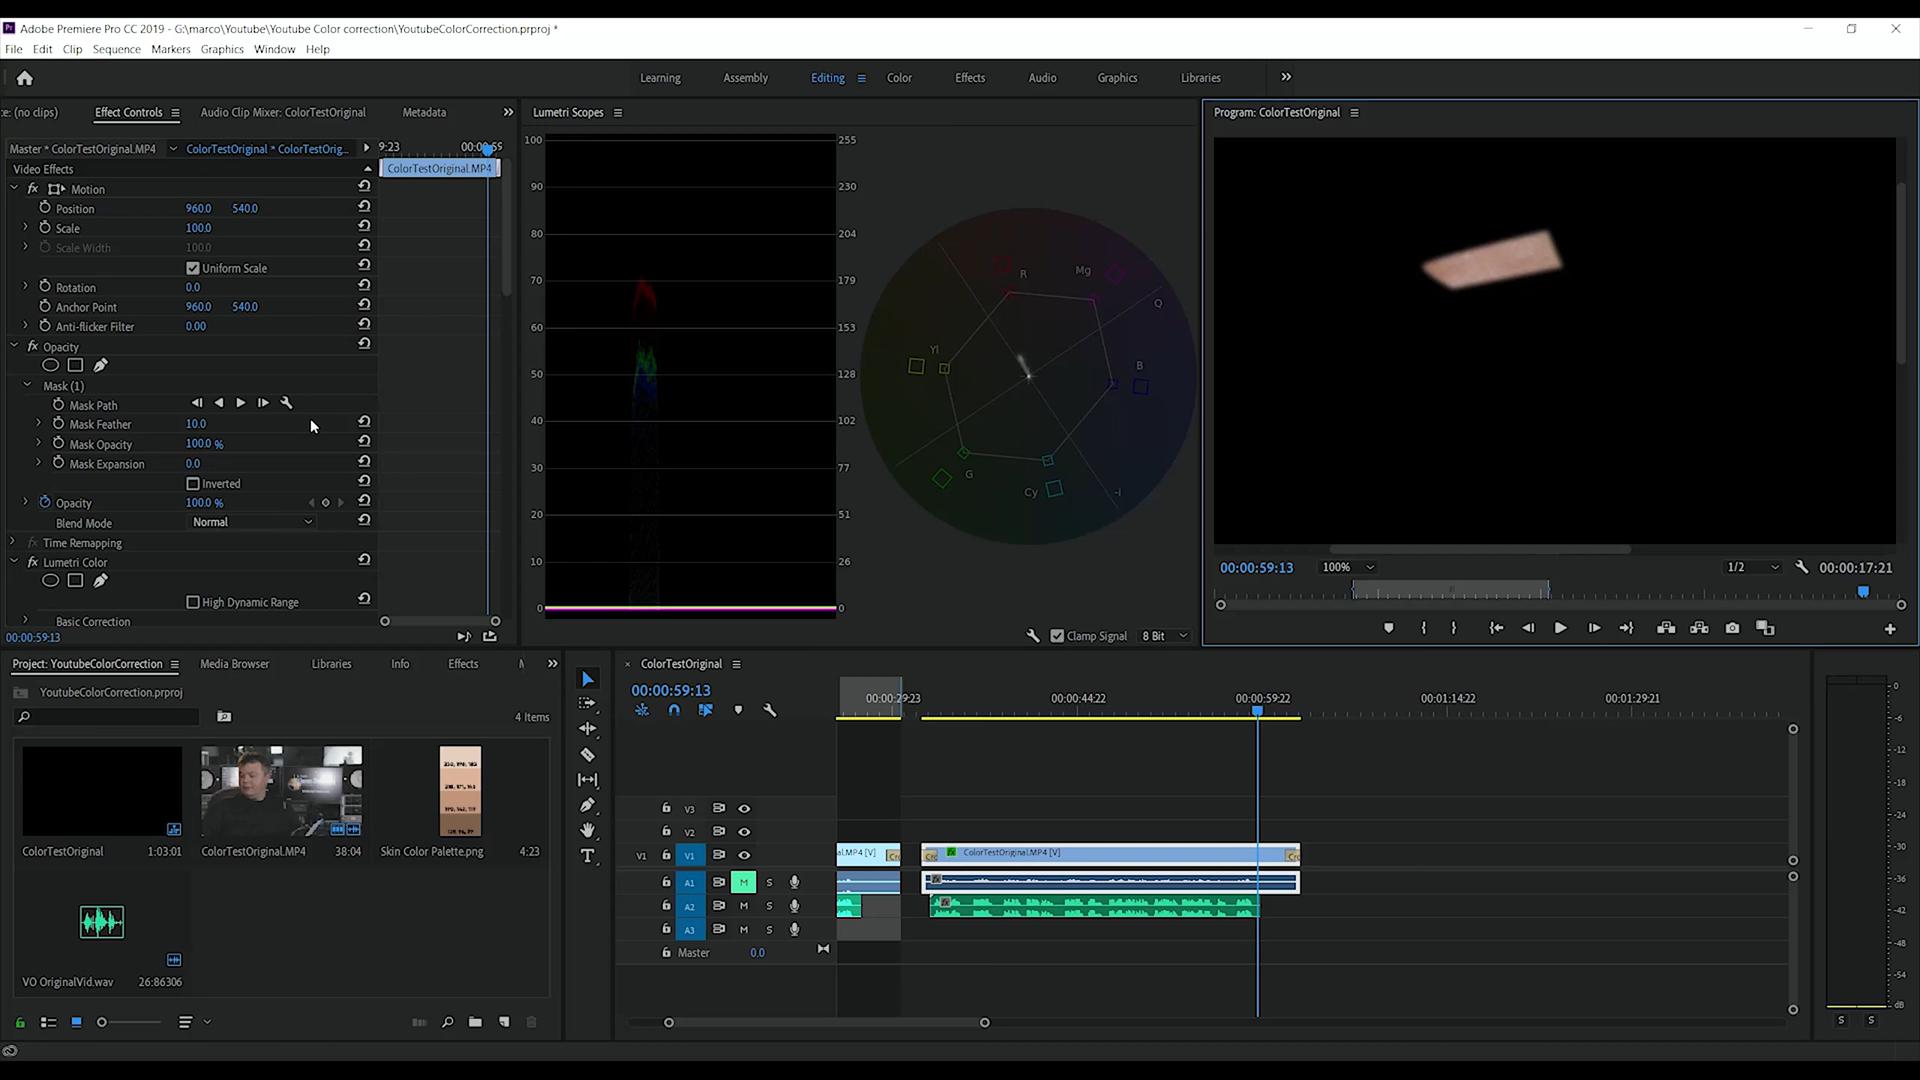 Adobe Premiere Pro CC 2019 - G:\marco\Youtube\Youtube Color correction\YoutubeColorCorrection.prproj *
File Edit Clip Sequence Markers Graphics Window Help
Learning Assembly Editing Color Effects Audio Graphics Libraries
ce: (no clips) Effect Controls Audio Clip Mixer: ColorTestOriginal Metadata
Master * ColorTestOriginal.MP4 ColorTestOriginal * ColorTestOrig...
9:23 00:00:59
Video Effects ColorTestOriginal.MP4
Motion
Position 960.0 540.0
Scale 100.0
Scale Width 100.0
Uniform Scale
Rotation 0.0
Anchor Point 960.0 540.0
Anti-flicker Filter 0.00
Opacity
Mask (1)
Mask Path
Mask Feather 10.0
Mask Opacity 100.0 %
Mask Expansion 0.0
Inverted
Opacity 100.0 %
Blend Mode Normal
Time Remapping
Lumetri Color
High Dynamic Range
Basic Correction
00:00:59:13
Lumetri Scopes
100 255
90 230
80 204
70 179
60 153
50 128
40 102
30 77
20 51
10 26
0 0
R Mg
Q
Yl B
G
Cy -i
Clamp Signal 8 Bit
Program: ColorTestOriginal
00:00:59:13 100% 1/2 00:00:17:21
Project: YoutubeColorCorrection Media Browser Libraries Info Effects
YoutubeColorCorrection.prproj
4 Items
ColorTestOriginal 1:03:01
ColorTestOriginal.MP4 38:04
Skin Color Palette.png 4:23
VO OriginalVid.wav 26:86306
× ColorTestOriginal
00:00:59:13
00:00:29:23 00:00:44:22 00:00:59:22 00:01:14:22 00:01:29:21
V3
V2
V1 V1 al.MP4 [V] ColorTestOriginal.MP4 [V]
A1 M S
A2 M S
A3 M S
Master 0.0
0
-6
-12
-18
-24
-30
-36
-42
-48
-54
dB
S S